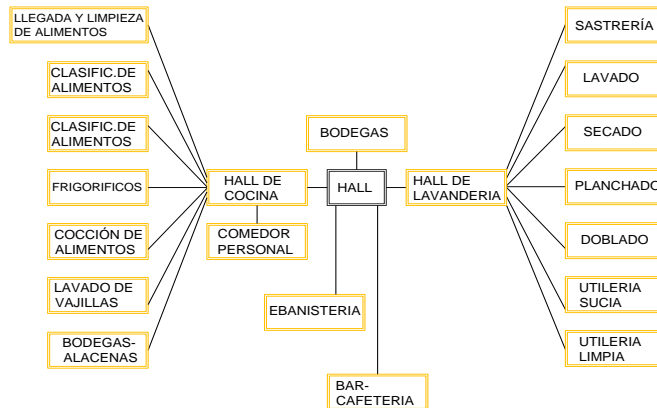 LLEGADA Y LIMPIEZA
DE ALIMENTOS
CLASIFIC.DE
ALIMENTOS
CLASIFIC.DE
ALIMENTOS
FRIGORIFICOS
COCCIÓN DE
ALIMENTOS
LAVADO DE
VAJILLAS
BODEGAS-
ALACENAS
HALL DE
COCINA
COMEDOR
PERSONAL
BODEGAS
HALL
EBANISTERIA
BAR-
CAFETERIA
HALL DE
LAVANDERIA
SASTRERÍA
LAVADO
SECADO
PLANCHADO
DOBLADO
UTILERIA
SUCIA
UTILERIA
LIMPIA